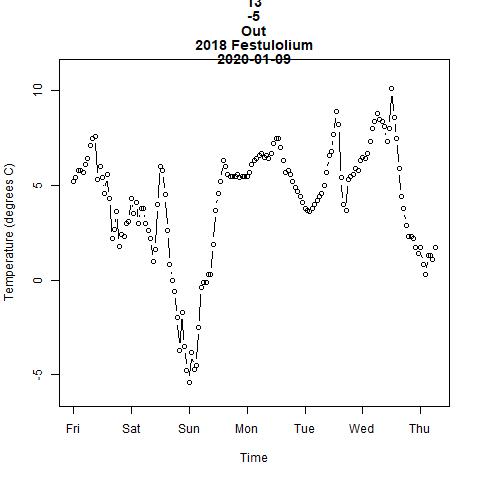 13
-5
Out
2018 Festulolium
2020-01-09
Temperature (degrees C)
10
5
0
-5
Fri Sat Sun Mon Tue Wed Thu
Time